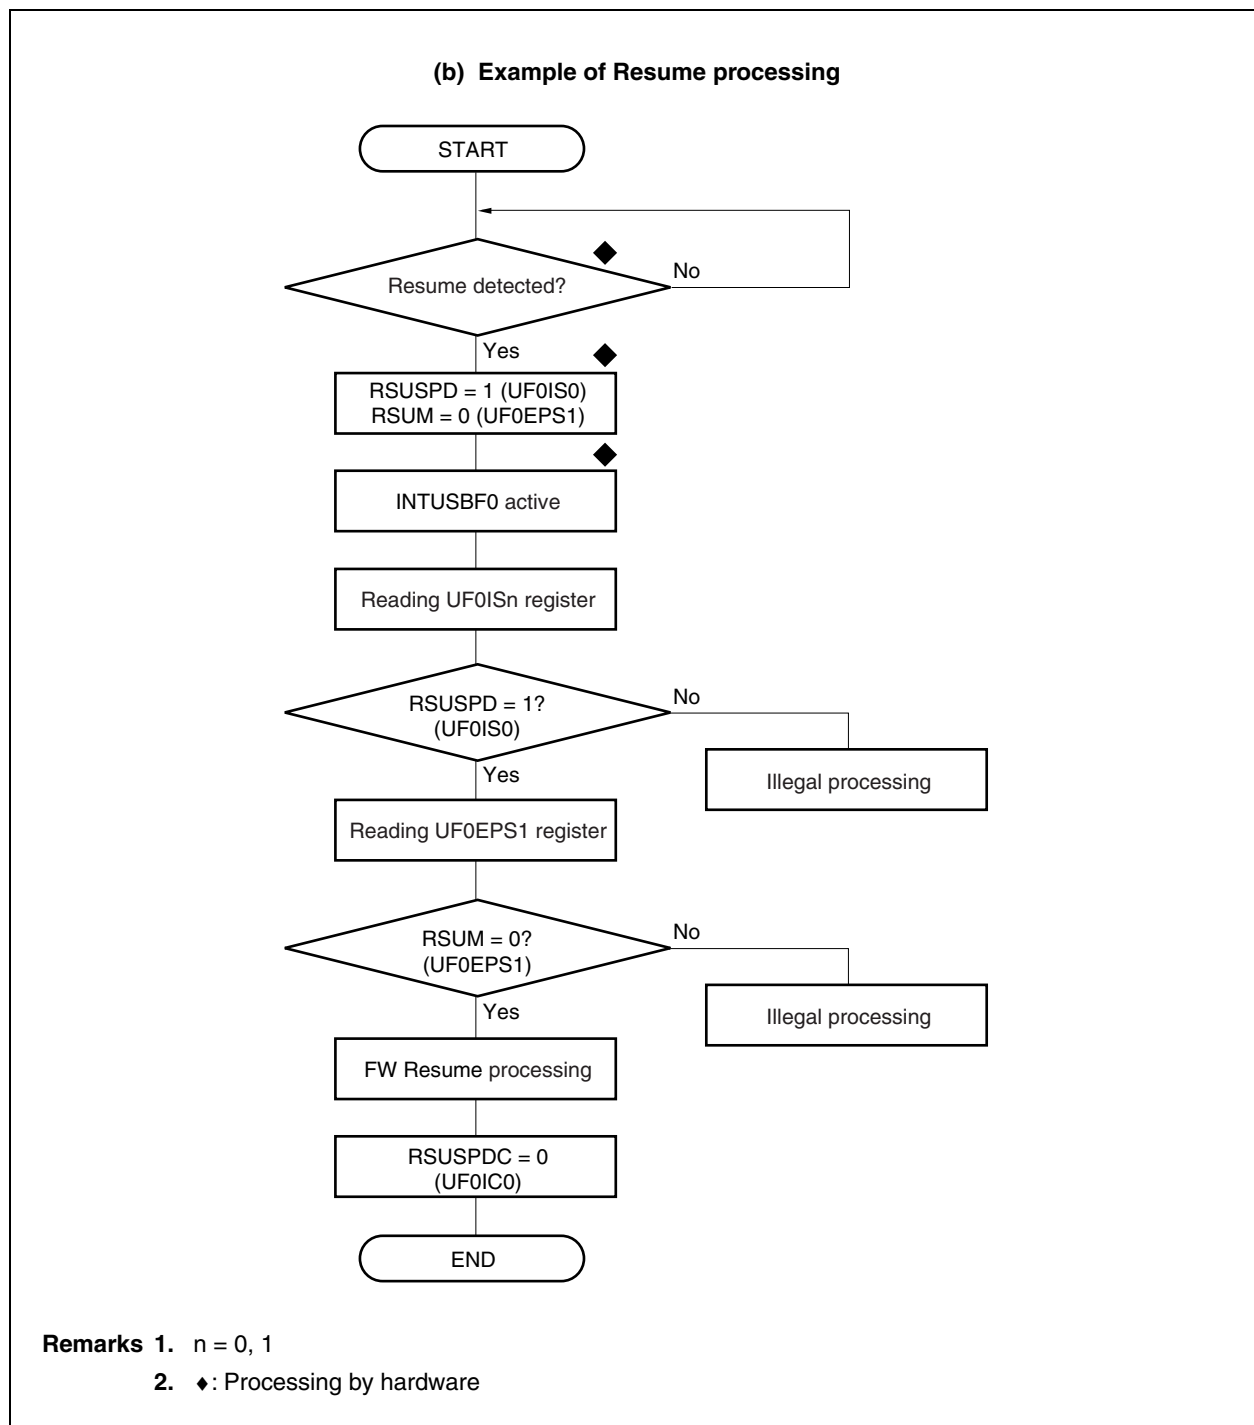 (b) Example of Resume processing
START
Resume detected?
No
Yes
RSUSPD = 1 (UF0IS0)
RSUM = 0 (UF0EPS1)
INTUSBF0 active
Reading UF0ISn register
RSUSPD = 1?
(UF0IS0)
No
Illegal processing
Yes
Reading UF0EPS1 register
RSUM = 0?
(UF0EPS1)
No
Illegal processing
Yes
FW Resume processing
RSUSPDC = 0
(UF0IC0)
END
Remarks 1. n = 0, 1
2. ♦: Processing by hardware